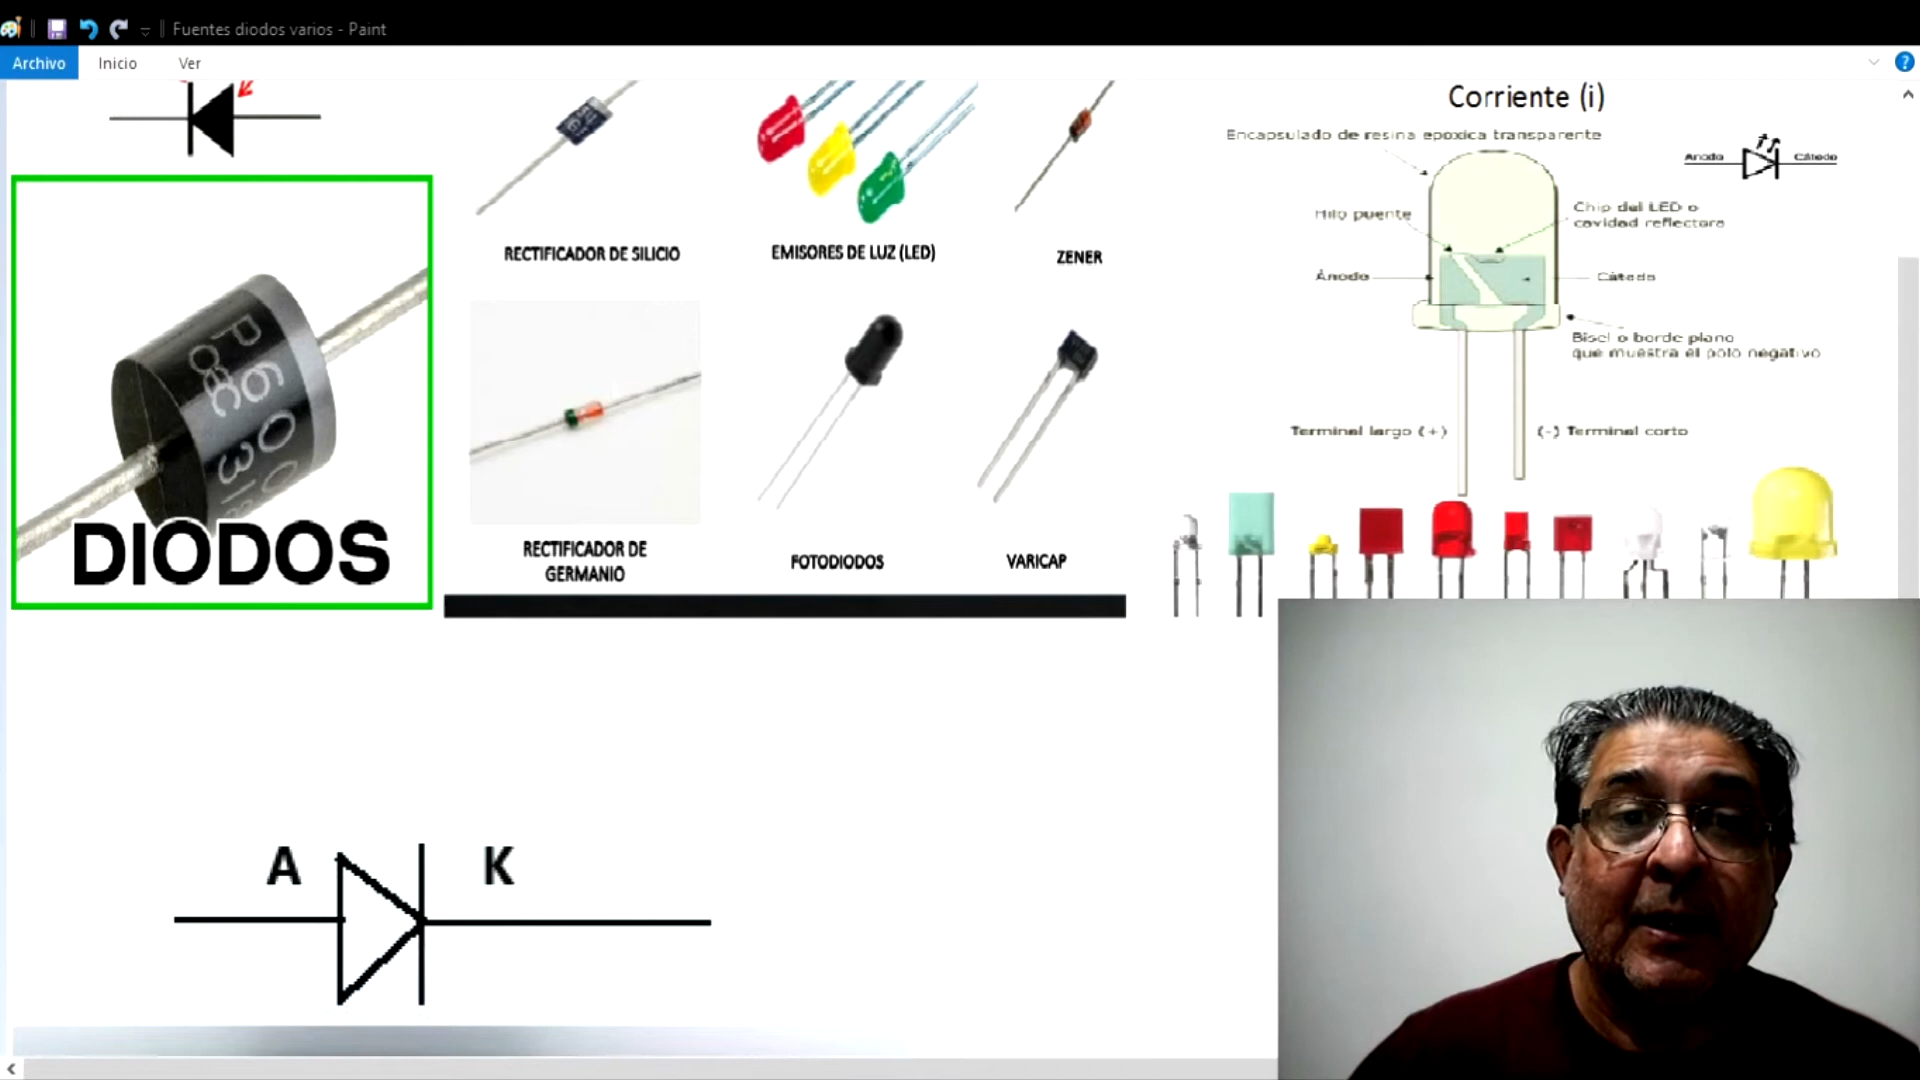 Fuentes diodos varios - Paint
Archivo Inicio Ver
Corriente (i)
Encapsulado de resina epoxica transparente
Anodo Cátodo
Hilo puente
Chip del LED o
cavidad reflectora
Ánodo
Cátodo
Bisel o borde plano
que muestra el polo negativo
Terminal largo (+)
(-) Terminal corto
RECTIFICADOR DE SILICIO
EMISORES DE LUZ (LED)
ZENER
RECTIFICADOR DE
GERMANIO
FOTODIODOS
VARICAP
P600
DIODOS
A K